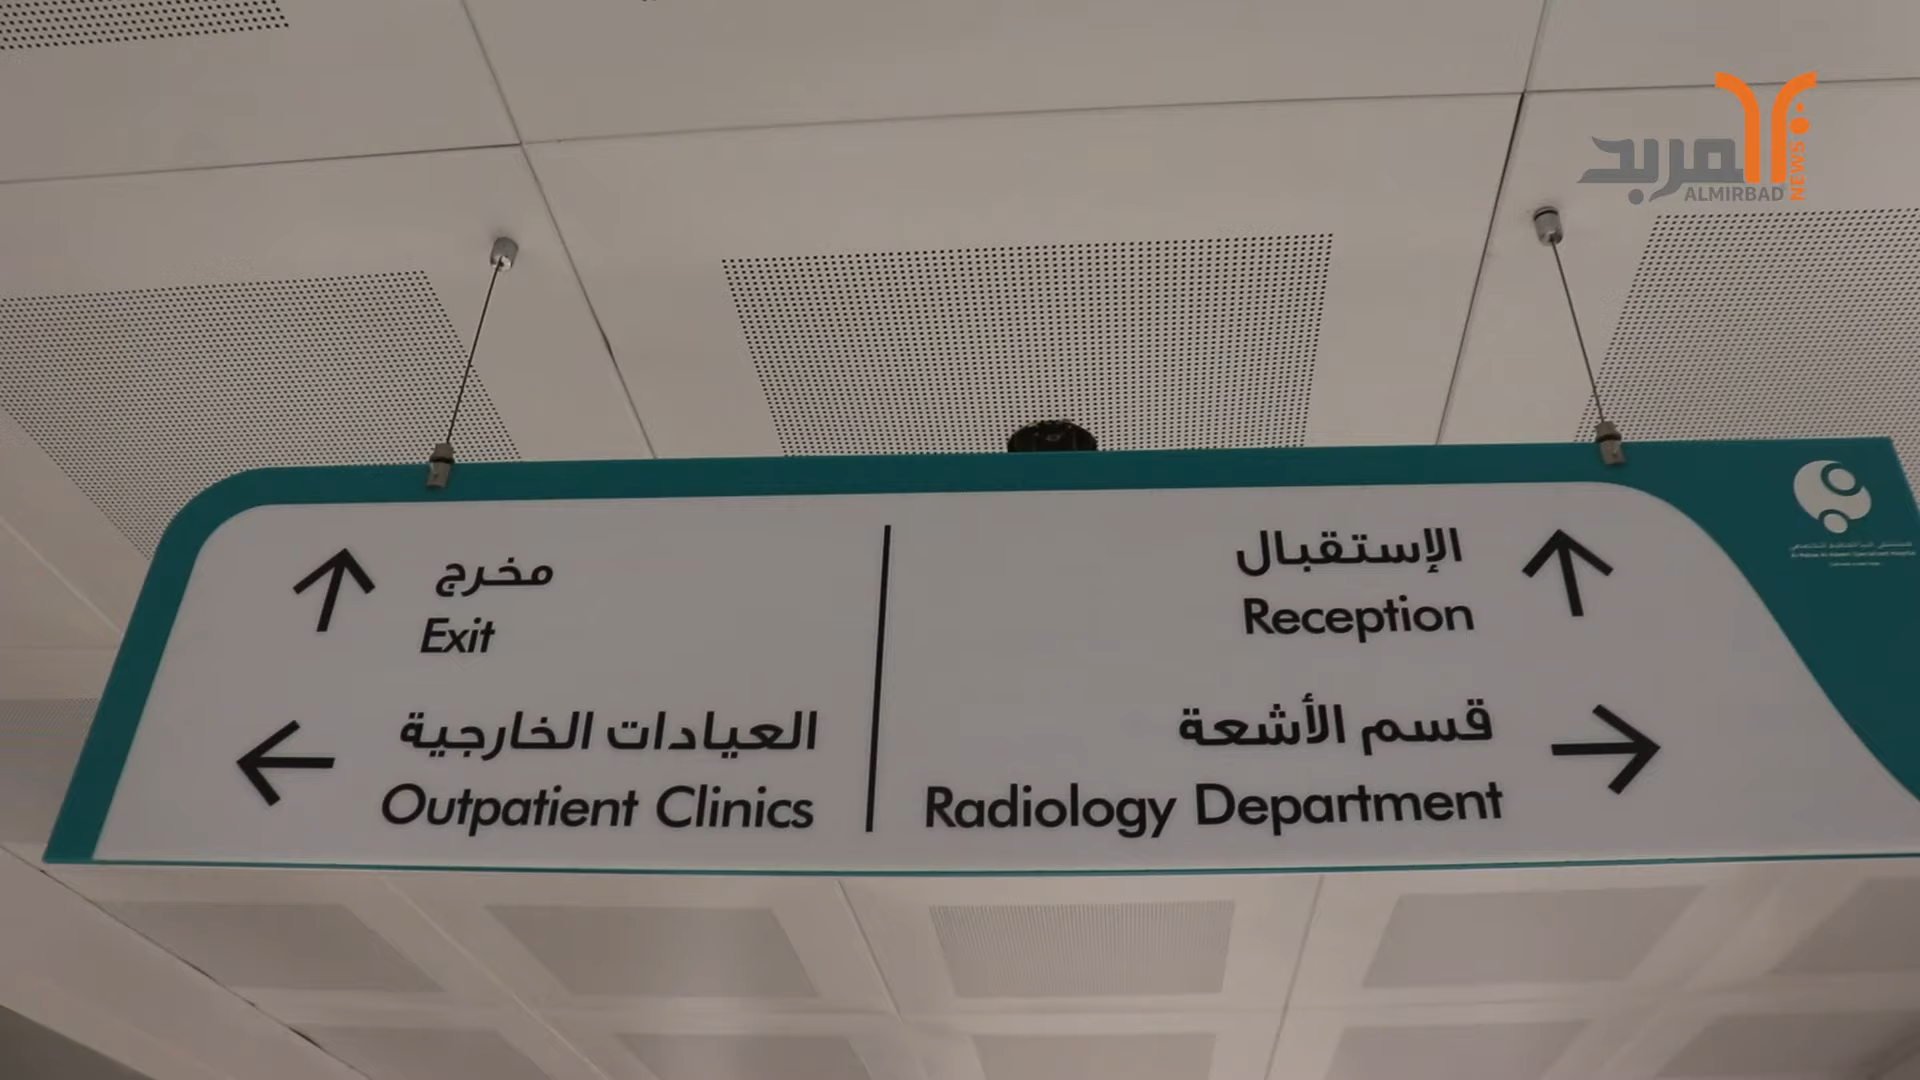 المربد
ALMIRBAD
NEWS
الإستقبال
Reception
قسم الأشعة
Radiology Department
مخرج
Exit
العيادات الخارجية
Outpatient Clinics